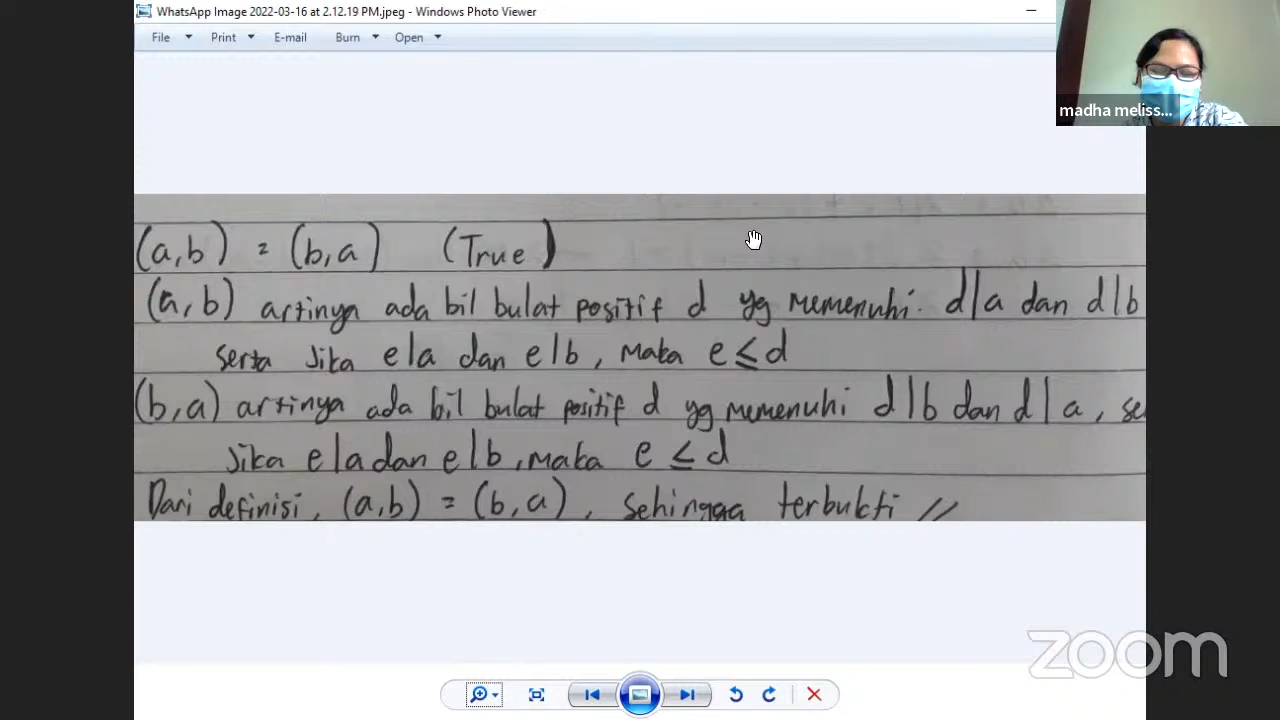 WhatsApp Image 2022-03-16 at 2.12.19 PM.jpeg - Windows Photo Viewer
File Print E-mail Burn Open
madha meliss...
(a,b) = (b,a) (True)
(a,b) artinya ada bil bulat positif d yg memenuhi. d|a dan d|b
serta Jika e|a dan e|b, maka e ≤ d
(b,a) artinya ada bil bulat positif d yg memenuhi d|b dan d|a, se
Jika e|a dan e|b, maka e ≤ d
Dari definisi, (a,b) = (b,a), sehingga terbukti //
zoom